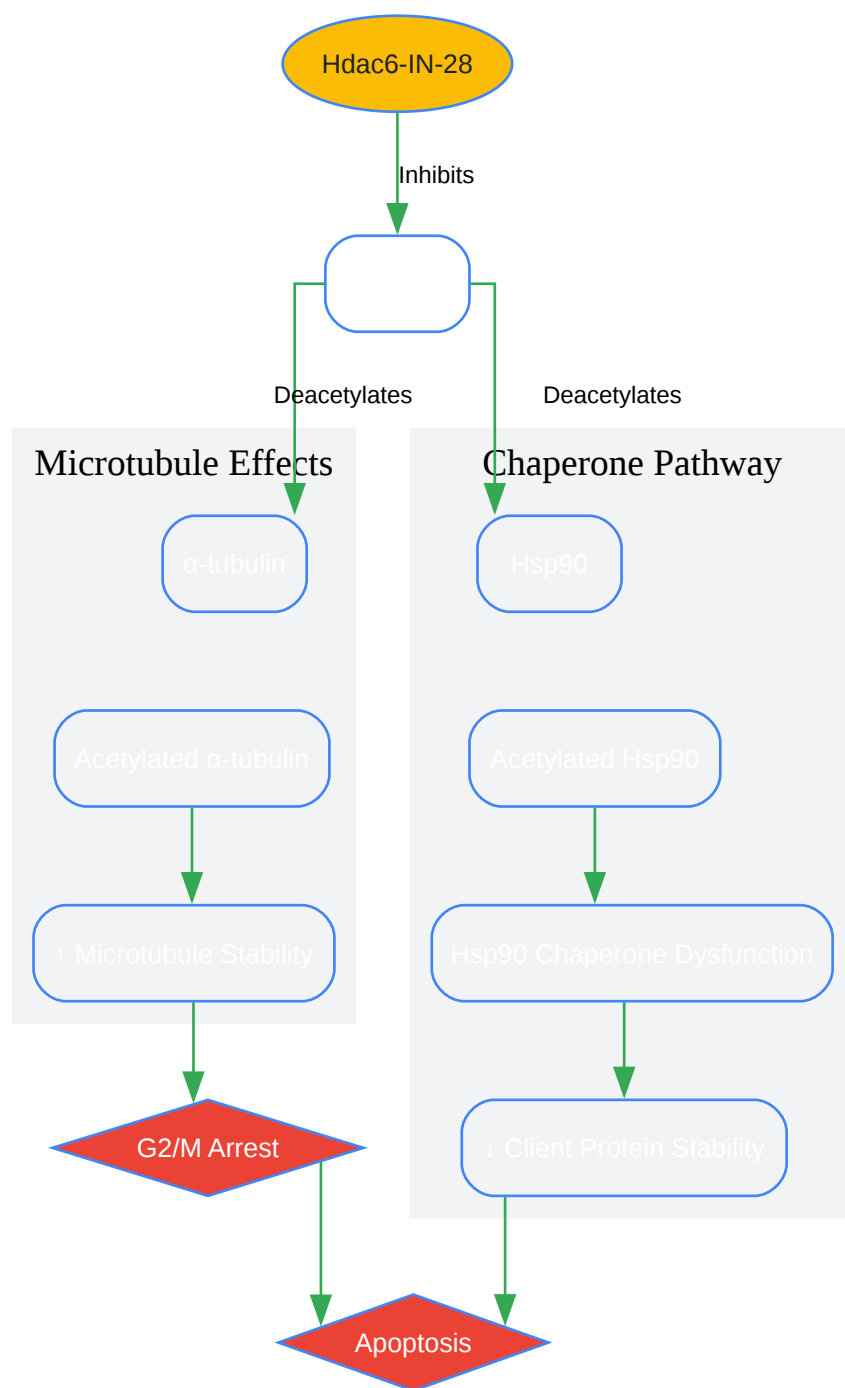 Hdac6-IN-28
Inhibits
Deacetylates
Deacetylates
Microtubule Effects
Chaperone Pathway
α-tubulin
Hsp90
Acetylated α-tubulin
Acetylated Hsp90
↑ Microtubule Stability
Hsp90 Chaperone Dysfunction
G2/M Arrest
↓ Client Protein Stability
Apoptosis